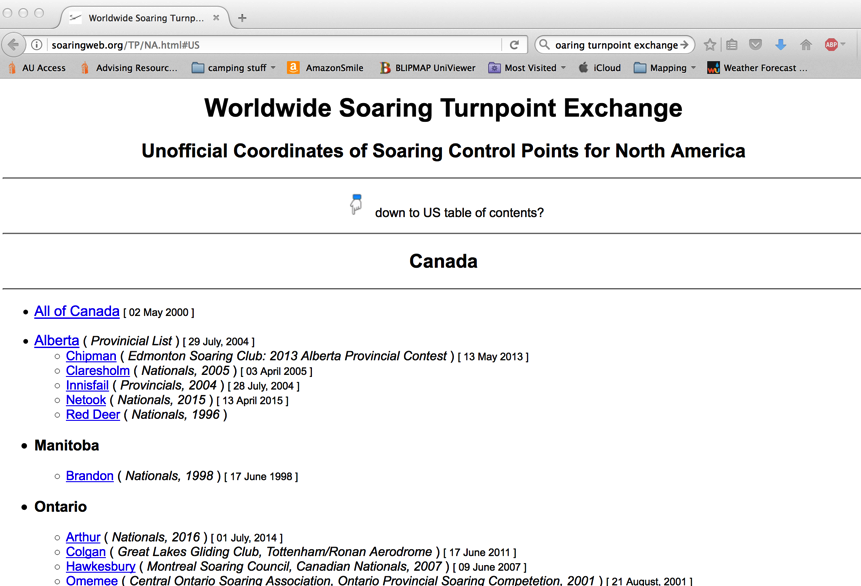 Worldwide Soaring Turnp...
soaringweb.org/TP/NA.html#US
oaring turnpoint exchange
ABP
AU Access
Advising Resourc...
camping stuff
a AmazonSmile
B BLIPMAP UniViewer
Most Visited
iCloud
Mapping
Weather Forecast ...
Worldwide Soaring Turnpoint Exchange
Unofficial Coordinates of Soaring Control Points for North America
down to US table of contents?
Canada
• All of Canada [ 02 May 2000 ]
• Alberta ( Provinicial List ) [ 29 July, 2004 ]
○ Chipman ( Edmonton Soaring Club: 2013 Alberta Provincial Contest ) [ 13 May 2013 ]
○ Claresholm ( Nationals, 2005 ) [ 03 April 2005 ]
○ Innisfail ( Provincials, 2004 ) [ 28 July, 2004 ]
○ Netook ( Nationals, 2015 ) [ 13 April 2015 ]
○ Red Deer ( Nationals, 1996 )
• Manitoba
○ Brandon ( Nationals, 1998 ) [ 17 June 1998 ]
• Ontario
○ Arthur ( Nationals, 2016 ) [ 01 July, 2014 ]
○ Colgan ( Great Lakes Gliding Club, Tottenham/Ronan Aerodrome ) [ 17 June 2011 ]
○ Hawkesbury ( Montreal Soaring Council, Canadian Nationals, 2007 ) [ 09 June 2007 ]
○ Omemee ( Central Ontario Soaring Association, Ontario Provincial Soaring Competetion, 2001 ) [ 21 August, 2001 ]